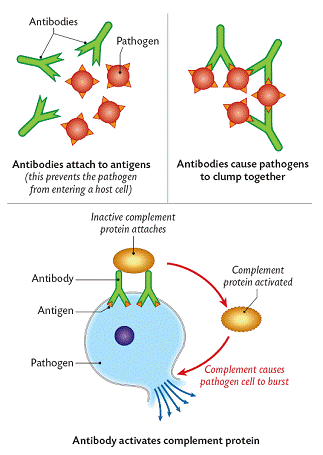 Antibodies
Pathogen
Antibodies attach to antigens
(this prevents the pathogen
from entering a host cell)
Antibodies cause pathogens
to clump together
Inactive complement
protein attaches
Antibody
Complement
protein activated
Antigen
Pathogen
Complement causes
pathogen cell to burst
Antibody activates complement protein